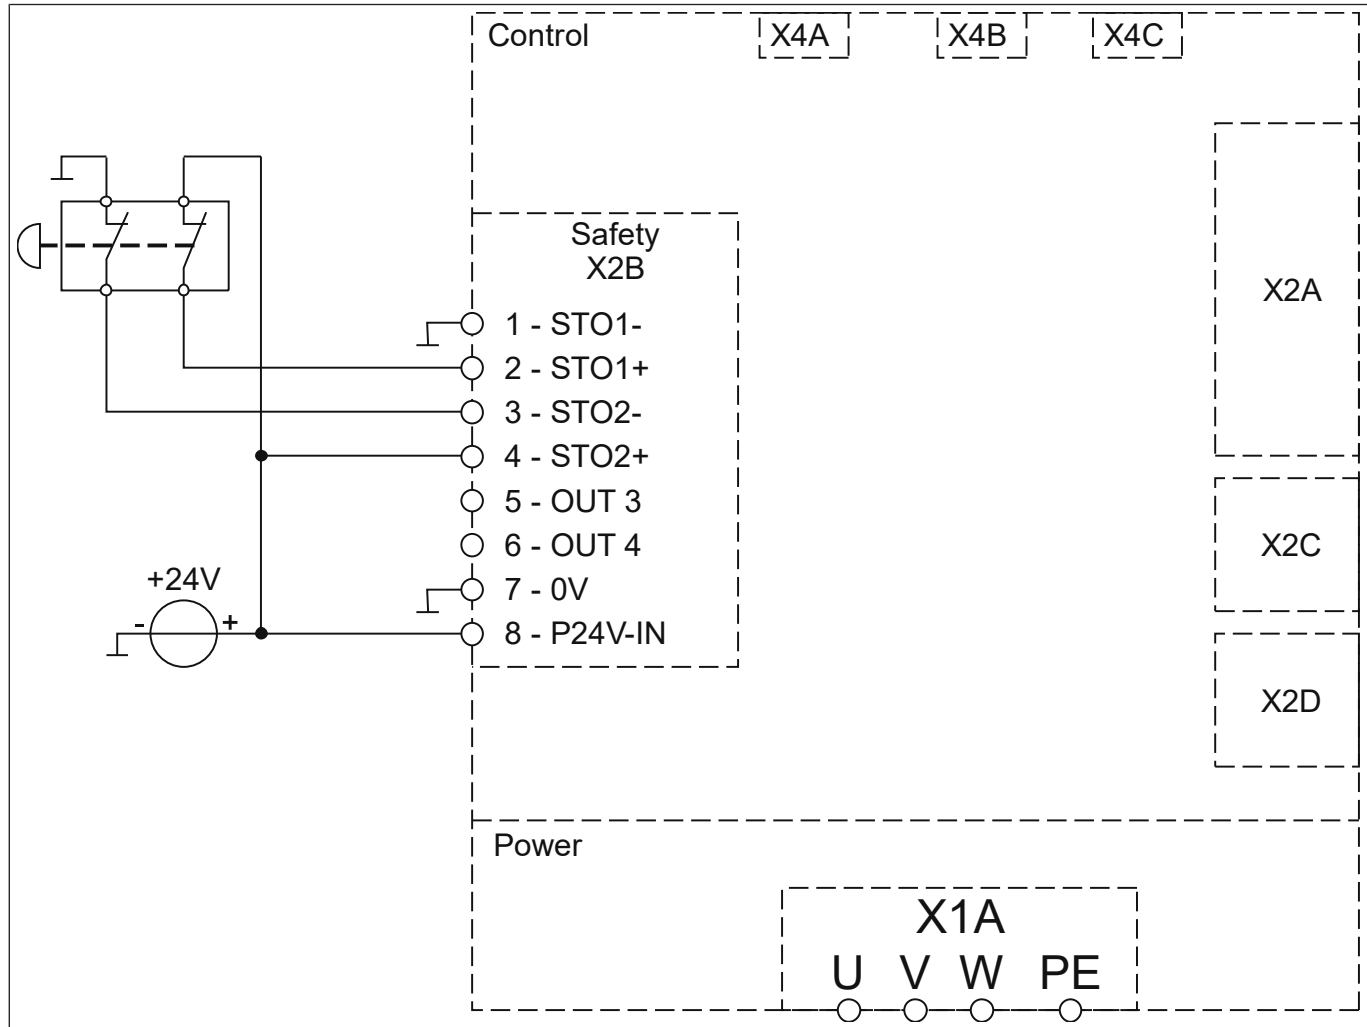 Control
X4A
X4B
X4C
Safety
X2B
1 - STO1-
2 - STO1+
3 - STO2-
4 - STO2+
5 - OUT 3
6 - OUT 4
7 - 0V
8 - P24V-IN
+24V
- +
X2A
X2C
X2D
Power
X1A
U V W PE